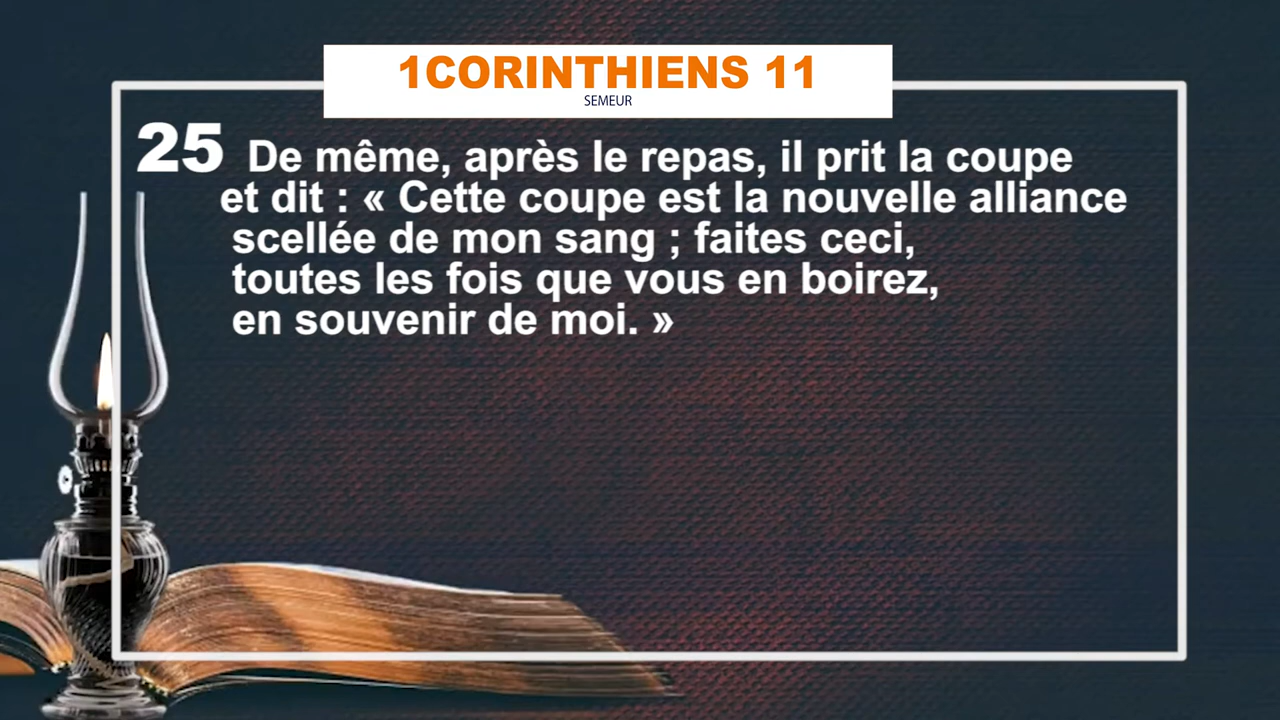 1CORINTHIENS 11
SEMEUR
25 De même, après le repas, il prit la coupe
et dit : « Cette coupe est la nouvelle alliance
scellée de mon sang ; faites ceci,
toutes les fois que vous en boirez,
en souvenir de moi. »